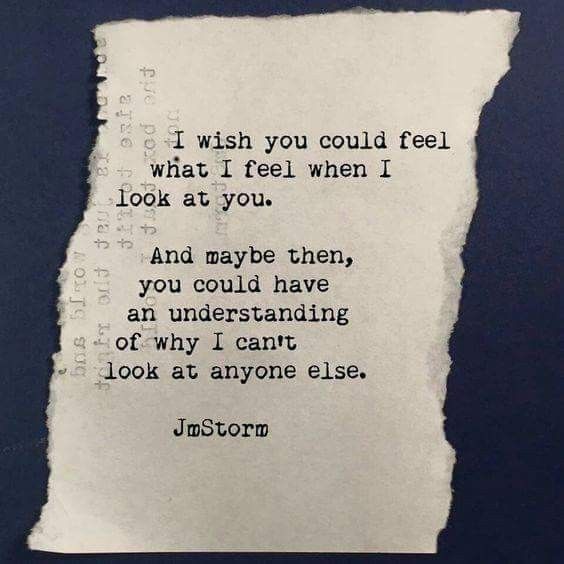 I wish you could feel
what I feel when I
look at you.
And maybe then,
you could have
an understanding
of why I can't
look at anyone else.
JmStorm